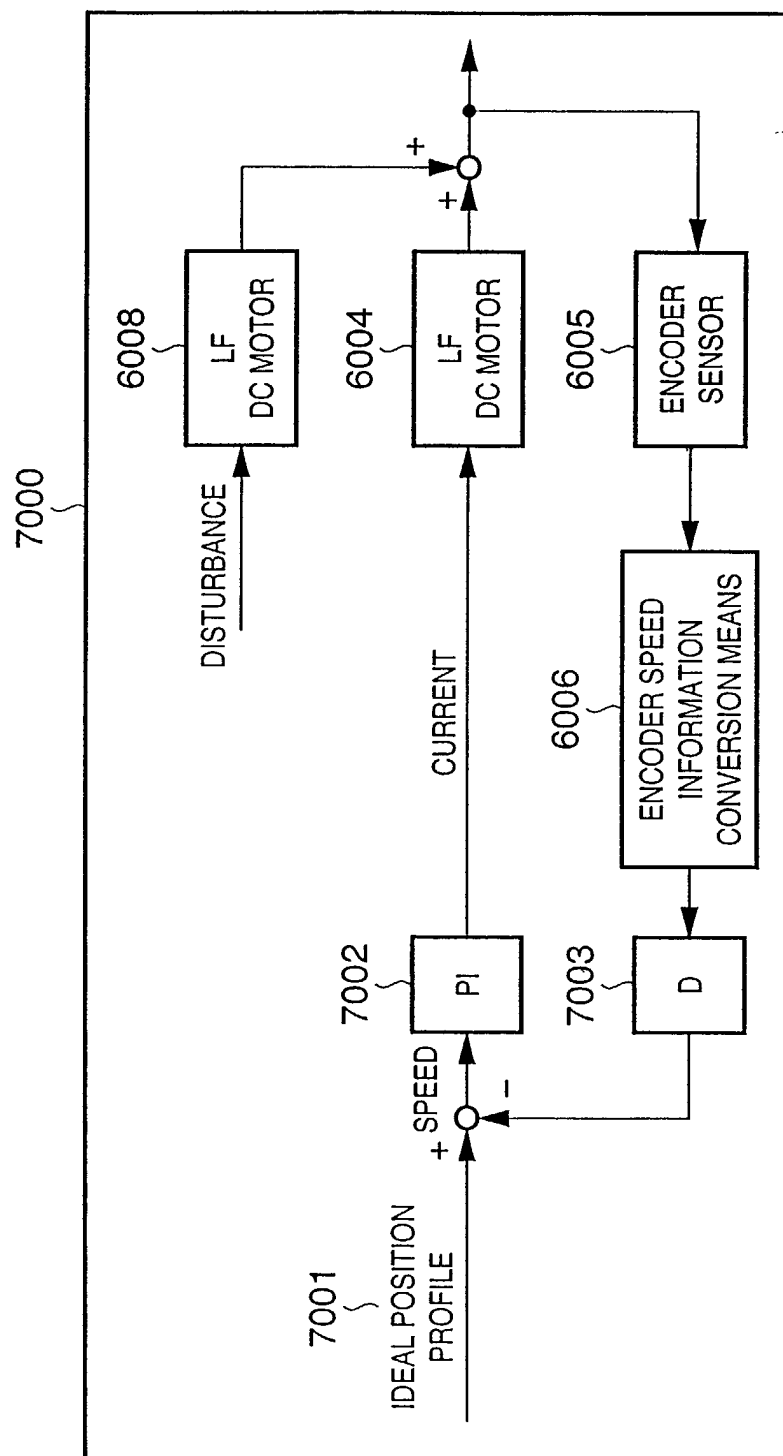 7000
DISTURBANCE
6008
LF
DC MOTOR
+
7001
IDEAL POSITION
PROFILE
+
SPEED
−
7002
PI
CURRENT
6004
LF
DC MOTOR
+
7003
D
6006
ENCODER SPEED
INFORMATION
CONVERSION MEANS
6005
ENCODER
SENSOR